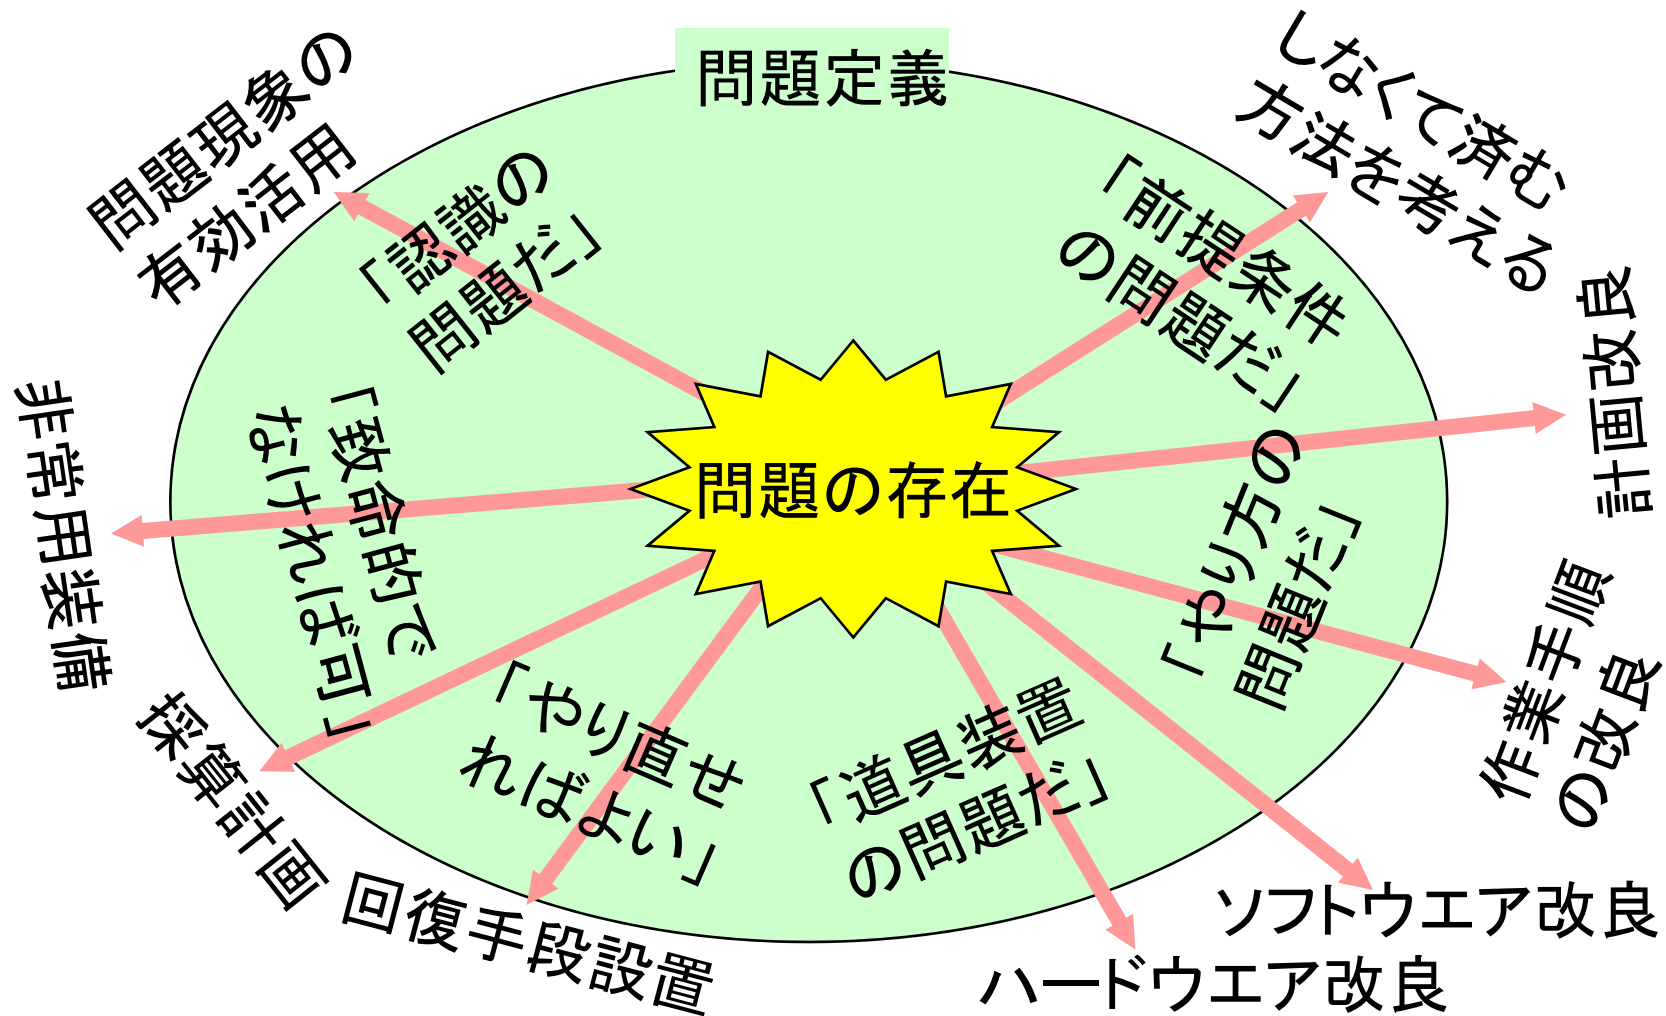 問題定義
問題現象の
有効活用
しなくて済む
方法を考える
「認識の
問題だ」
「前提条件
の問題だ」
計画改良
非常用装備
「致命的で
なければ可」
問題の存在
「やり方の
問題だ」
作業手順
の改良
採算計画
「やり直せ
ればよい」
「道具装置
の問題だ」
回復手段設置
ソフトウエア改良
ハードウエア改良